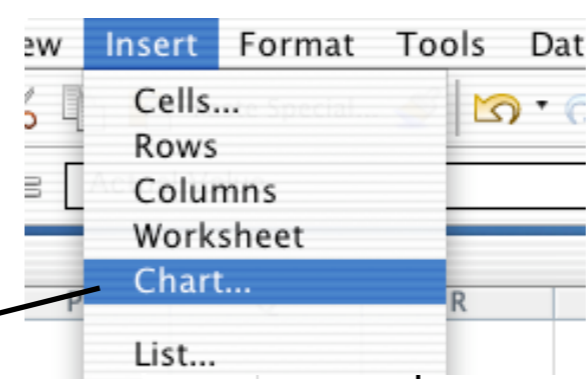 ew Insert Format Tools Dat
Cells...
Rows
Columns
Worksheet
Chart...
P R
List...